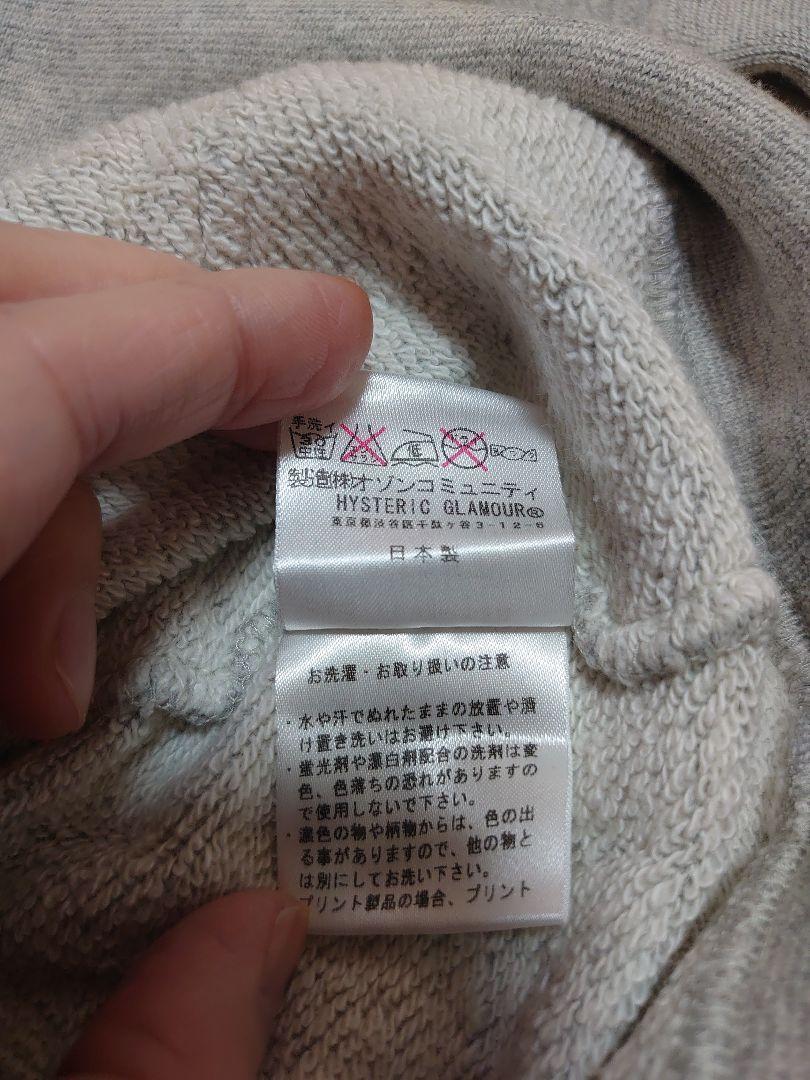 手洗イ
中性
低
製造(株)オゾンコミュニティ
HYSTERIC GLAMOUR®
東京都渋谷区千駄ヶ谷3-12-6
日本製
お洗濯・お取り扱いの注意
・水や汗でぬれたままの放置や漬
け置き洗いはお避け下さい。
・蛍光剤や漂白剤配合の洗剤は変
色、色落ちの恐れがありますの
で使用しないで下さい。
・濃色の物や柄物からは、色の出
る事がありますので、他の物と
は別にしてお洗い下さい。
プリント製品の場合、プリント